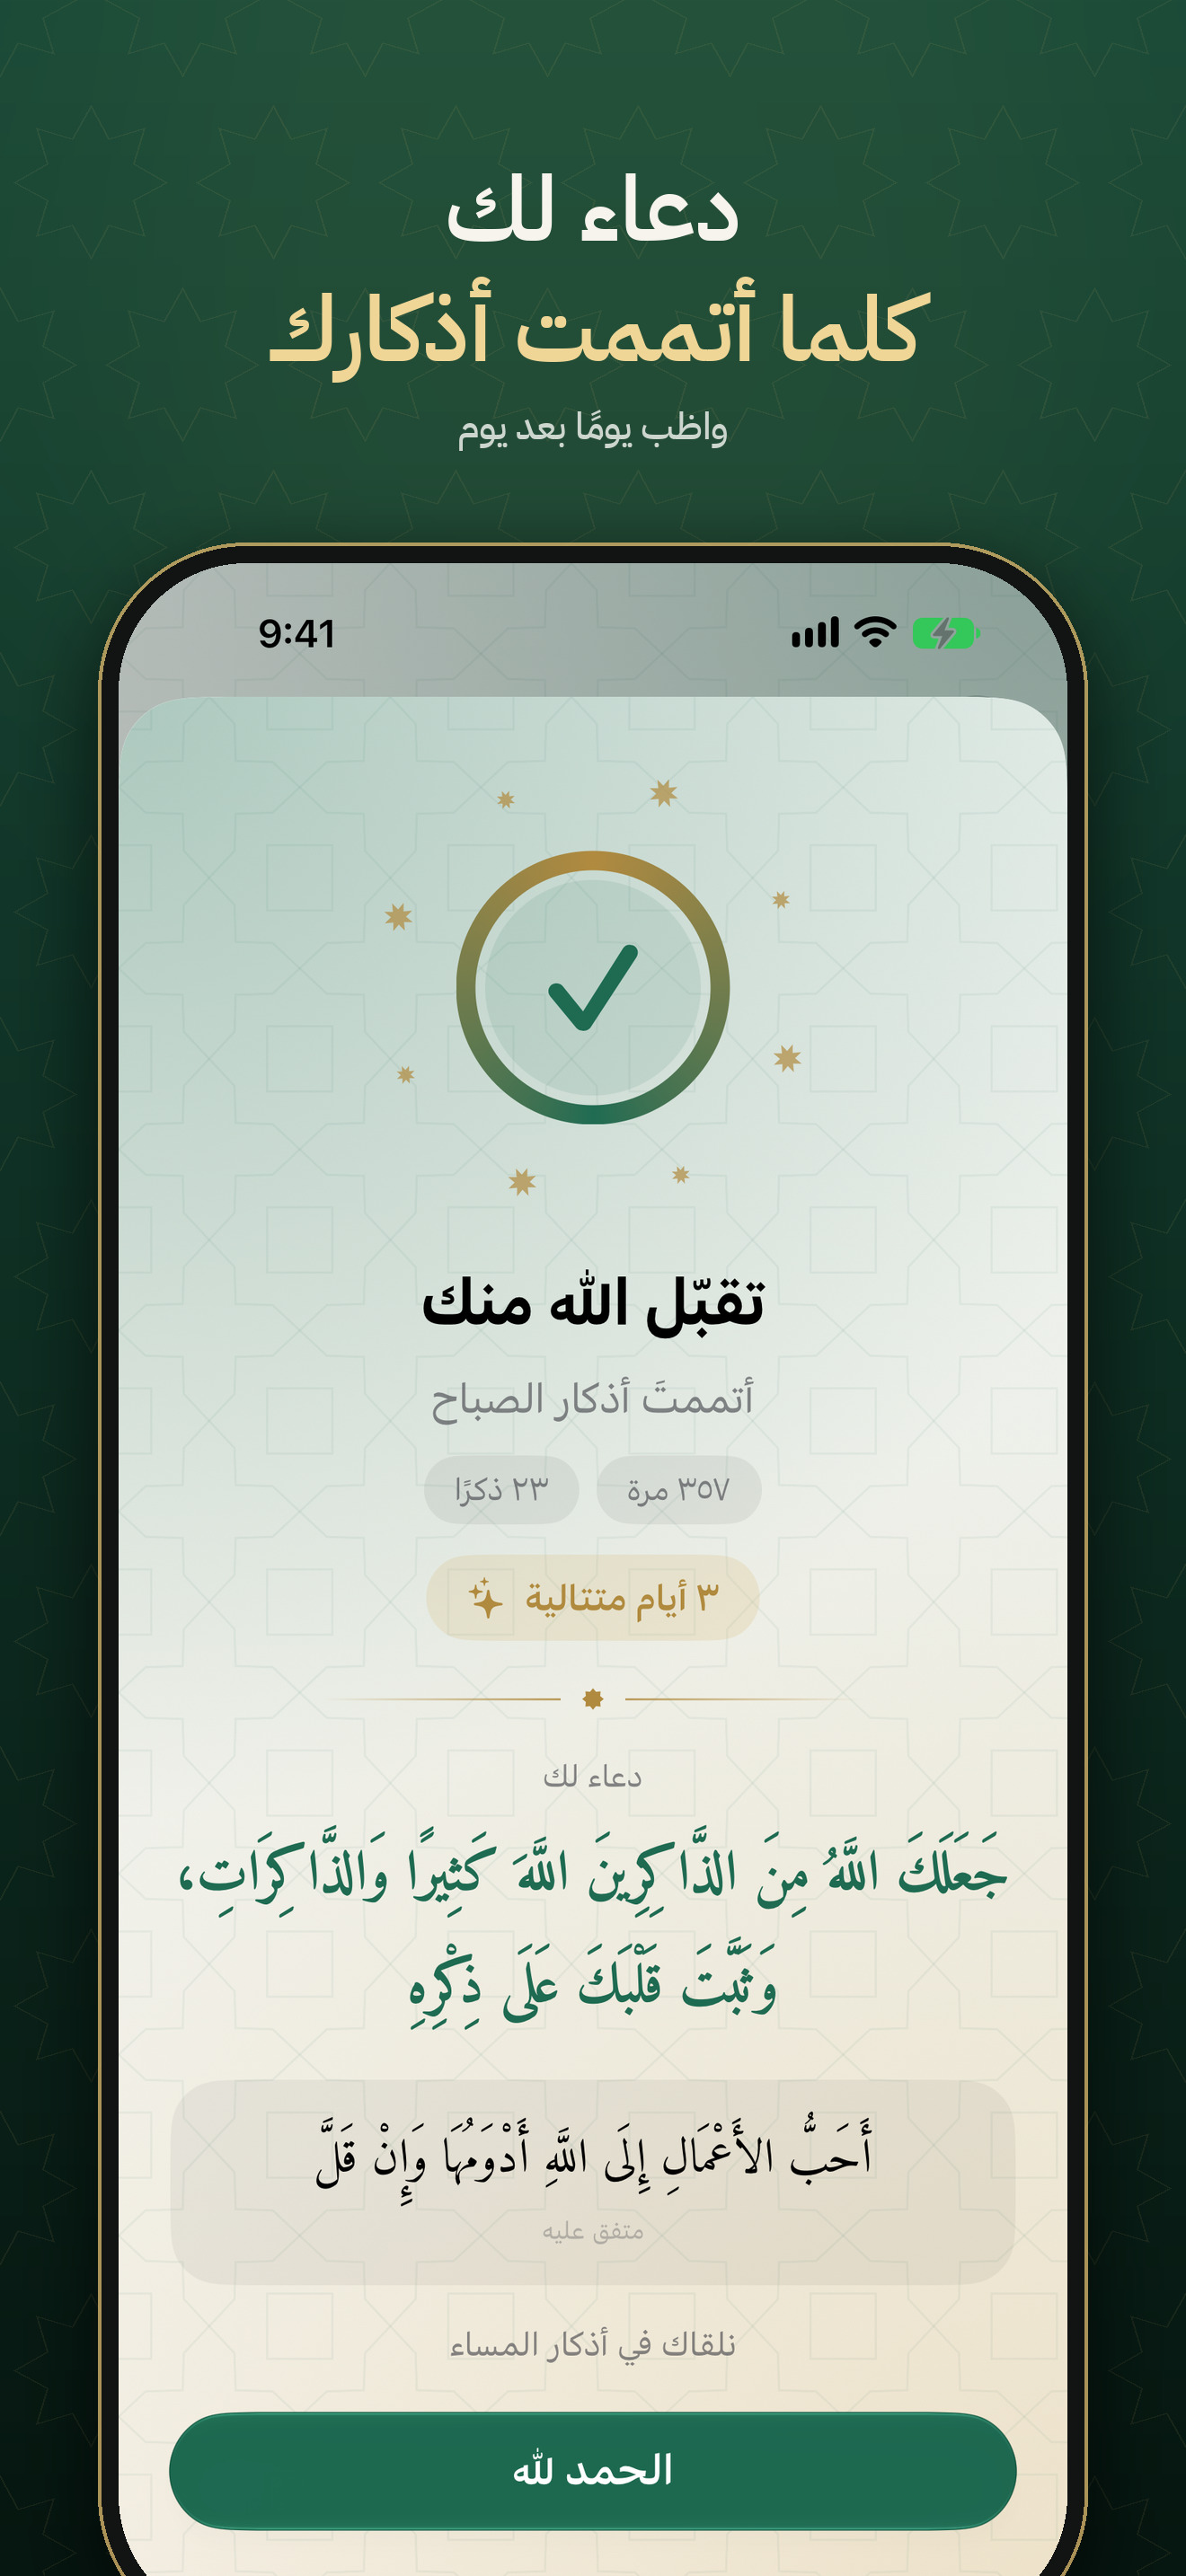 دعاء لك
كلما أتممت أذكارك
واظب يومًا بعد يوم
9:41
تقبّل الله منك
أتممتَ أذكار الصباح
٣٥٧ مرة
٢٣ ذكرًا
٣ أيام متتالية
دعاء لك
جَعَلَكَ اللَّهُ مِنَ الذَّاكِرِينَ اللَّهَ كَثِيرًا وَالذَّاكِرَاتِ،
وَثَبَّتَ قَلْبَكَ عَلَى ذِكْرِهِ
أَحَبُّ الأَعْمَالِ إِلَى اللَّهِ أَدْوَمُهَا وَإِنْ قَلَّ
متفق عليه
نلقاك في أذكار المساء
الحمد لله